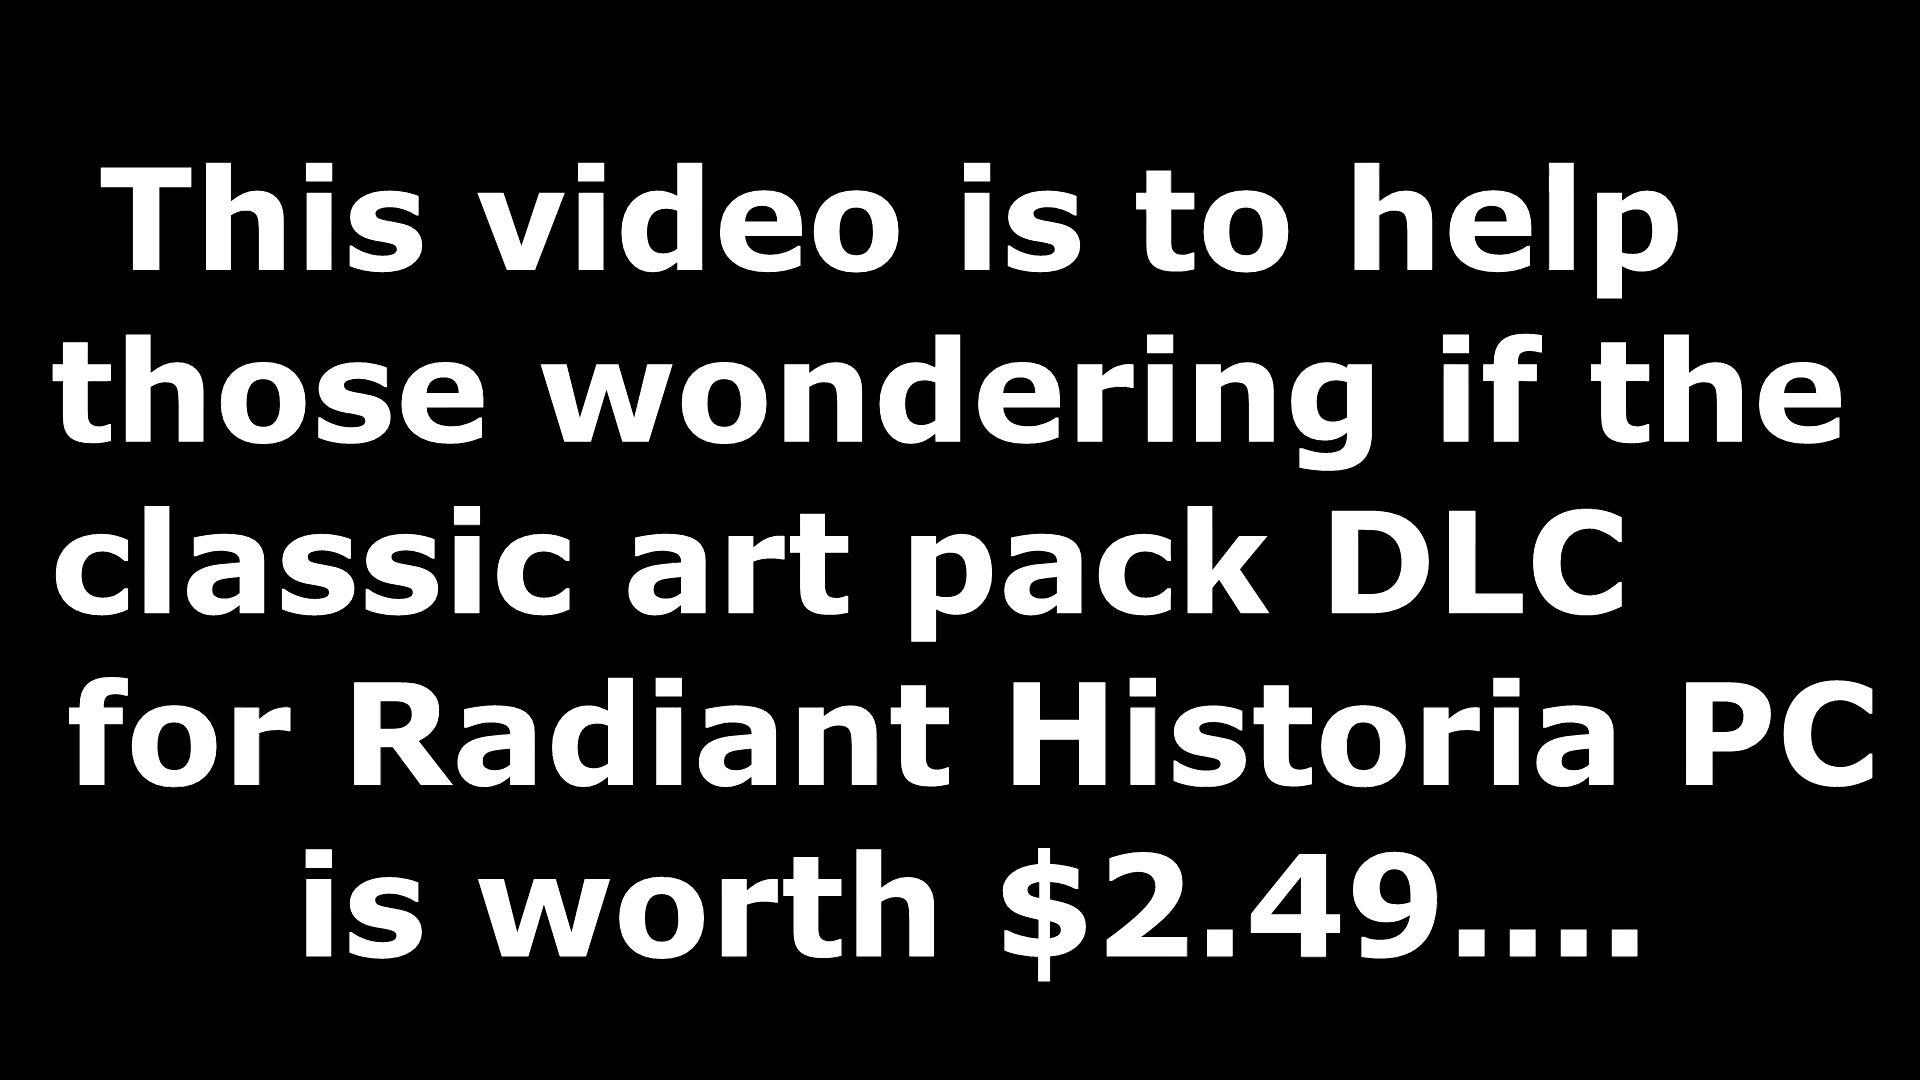 This video is to help
those wondering if the
classic art pack DLC
for Radiant Historia PC
is worth $2.49....